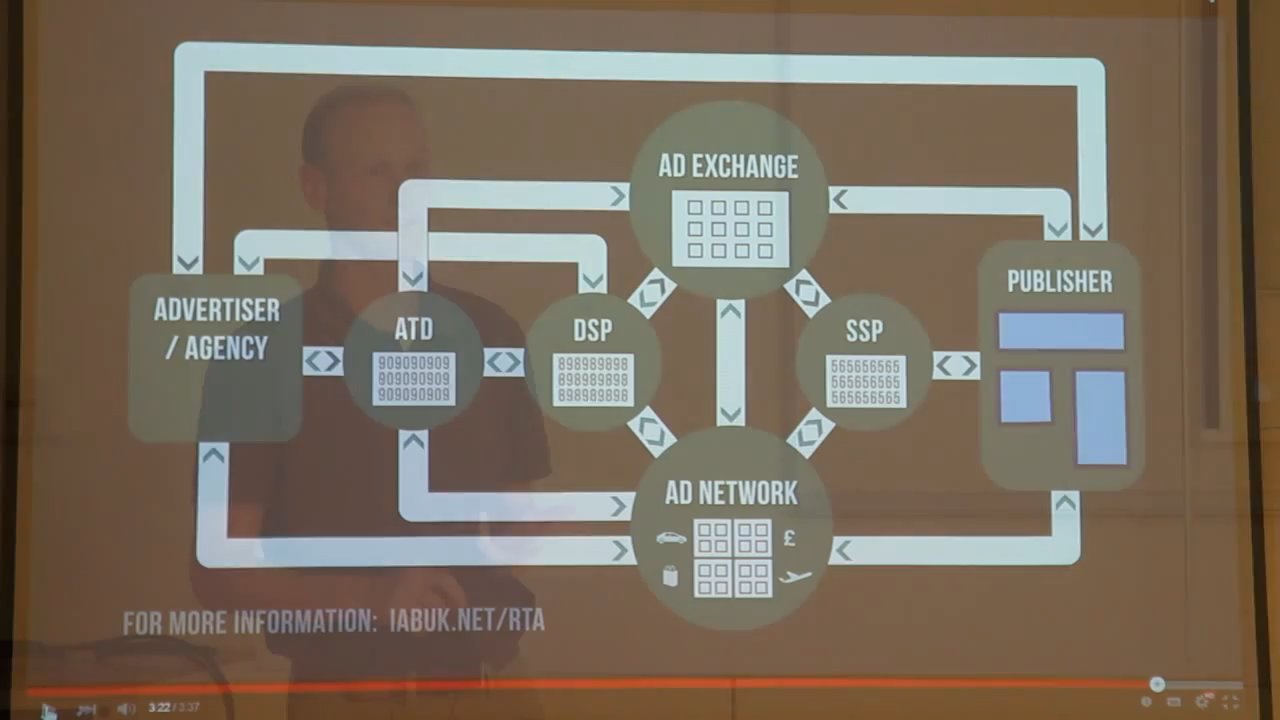 AD EXCHANGE
ADVERTISER
/ AGENCY
ATD
909090909
909090909
909090909
DSP
898989898
898989898
898989898
SSP
565656565
565656565
565656565
PUBLISHER
AD NETWORK
£
FOR MORE INFORMATION: IABUK.NET/RTA
3:22 / 3:37